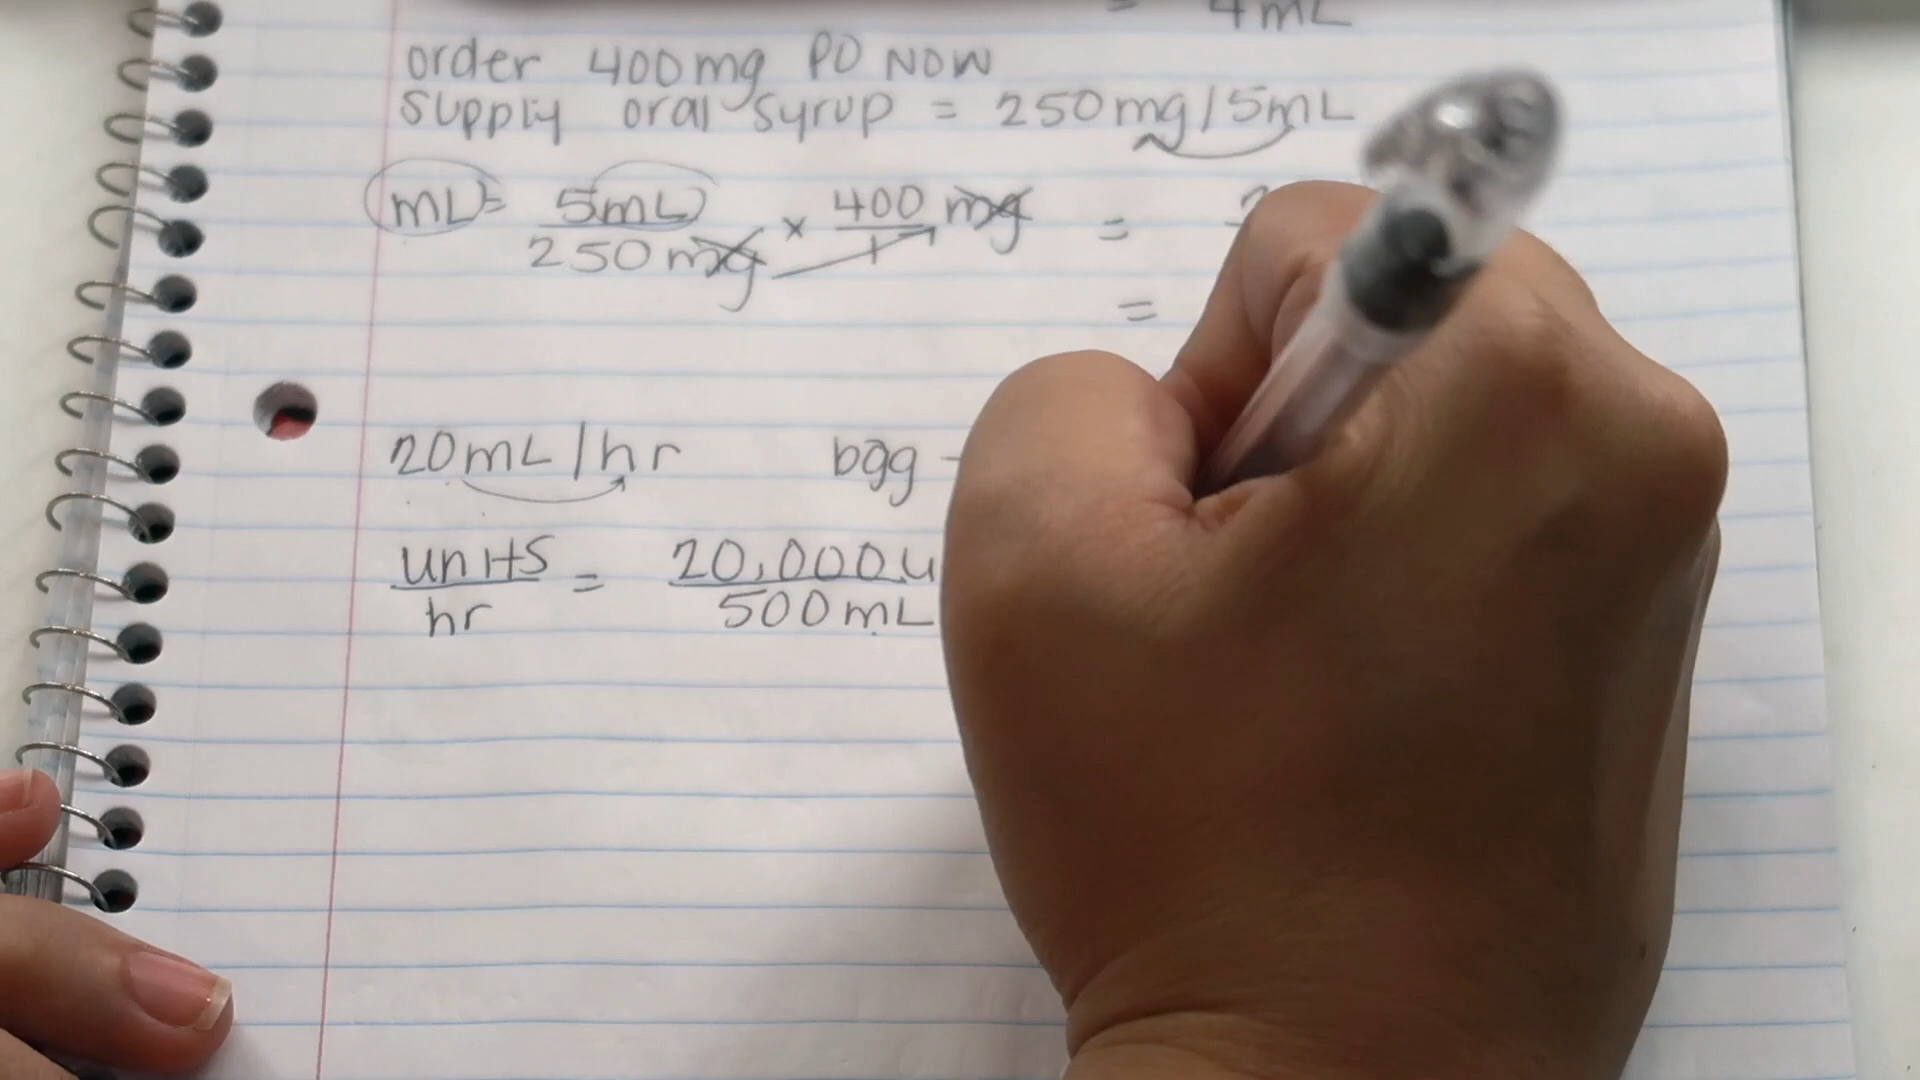 = 4mL
order 400mg PO NOW
supply oral syrup = 250mg/5mL
mL = 5mL / 250mg × 400mg / 1 =
=
20mL/hr bag -
units / hr = 20,000u / 500mL